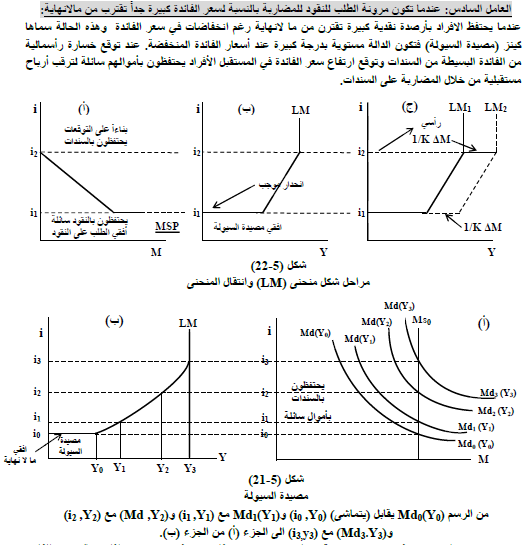 العامل السادس: عندما تكون مرونة الطلب للنقود للمضاربة بالنسبة لسعر الفائدة كبيرة جداً تقترب من مالانهاية:
عندما يحتفظ الافراد بأرصدة نقدية كبيرة تقترن من ما لانهاية رغم انخفاضات في سعر الفائدة وهذه الحالة سماها
كينز (مصيدة السيولة) فتكون الدالة مستوية بدرجة كبيرة عند أسعار الفائدة المنخفضة. عند توقع خسارة رأسمالية
من الفائدة البسيطة من السندات وتوقع ارتفاع سعر الفائدة في المستقبل الأفراد يحتفظون بأموالهم سائلة لترقب أرباح
مستقبلية من خلال المضاربة على السندات.
i (أ)
بناءاً على التوقعات
يحتفظون بالسندات
i2
i1
يحتفظون بالنقود سائلة
أفقي الطلب على النقود
MSP
M
i (ب) LM
i2
انحدار موجب
i1
افقي مصيدة السيولة
Y
i (ج) LM1 LM2
رأسي
1/K ΔM
i2
i1
1/K ΔM
Y
شكل (5-22)
مراحل شكل منحنى (LM) وانتقال المنحنى
(ب)
i LM
i3
i2
i1
i0
مصيدة
السيولة
افقي
ما لا نهاية
Y0 Y1 Y2 Y3
Y
(أ)
i
Md(Y3)
Ms0
Md(Y2)
Md(Y1)
Md(Y0)
i3
i2
يحتفظون
بالسندات
i1
بأموال سائلة
i0
Md3 (Y3)
Md2 (Y2)
Md1 (Y1)
Md0 (Y0)
M
شكل (5-21)
مصيدة السيولة
من الرسم Md0(Y0) يقابل (يتماشى) (i0 ,Y0) و Md1(Y1) مع (i1,Y1) و(Md ,Y2) مع (i2 ,Y2)
و(Md3.Y3) مع (i3,y3) الى الجزء (أ) من الجزء (ب).